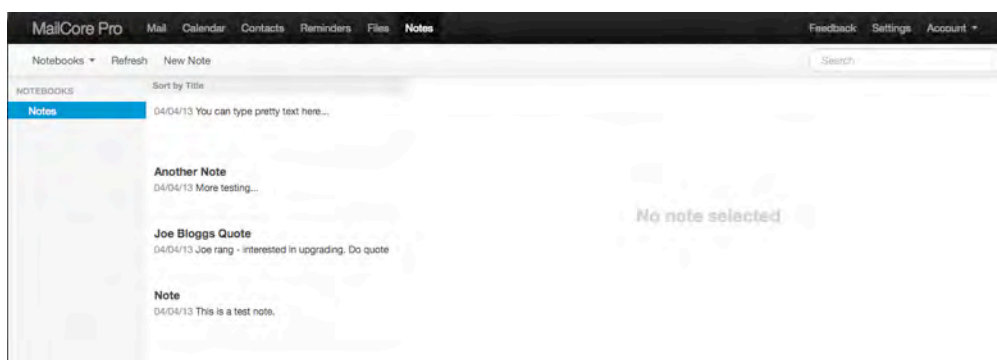 MailCore Pro Mail Calendar Contacts Reminders Files Notes Feedback Settings Account
Notebooks Refresh New Note Search
NOTEBOOKS
Notes
Sort by Title
04/04/13 You can type pretty text here...
Another Note
04/04/13 More testing...
Joe Bloggs Quote
04/04/13 Joe rang - interested in upgrading. Do quote
Note
04/04/13 This is a test note.
No note selected